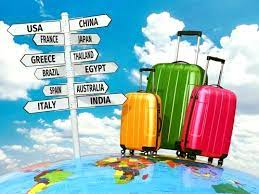 USA
CHINA
FRANCE
JAPAN
GREECE
THAILAND
BRAZIL
EGYPT
SPAIN
AUSTRALIA
ITALY
INDIA